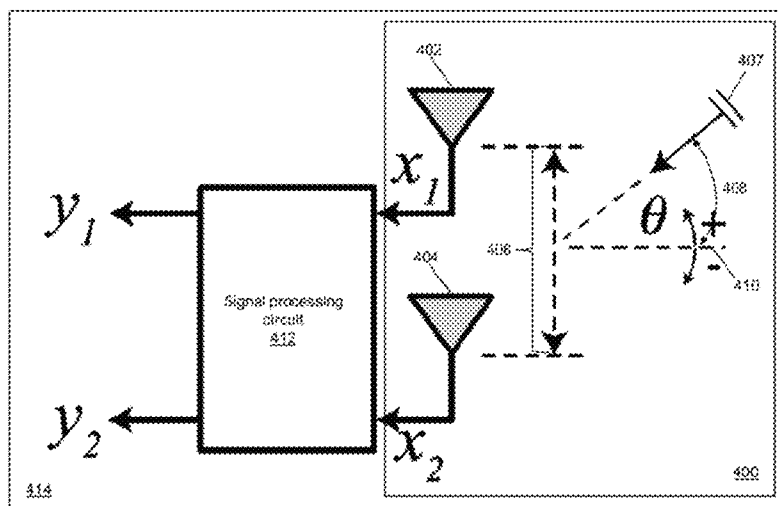 402
407
x1
408
θ
+
-
410
y1
406
404
Signal processing
circuit
412
y2
x2
414
400